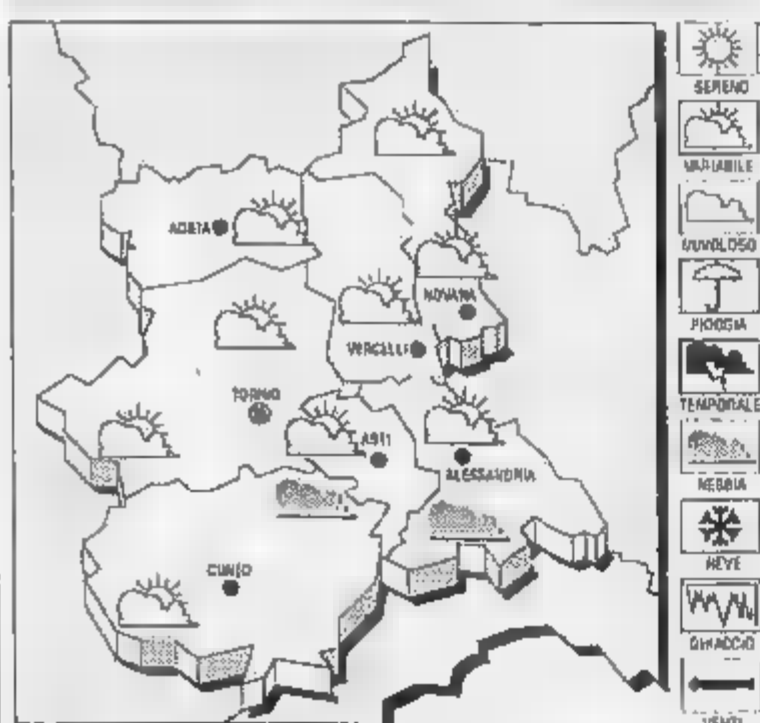 SERENO
VARIABILE
AOSTA
NUVOLOSO
NOVARA
PIOGGIA
VERCELLI
TORINO
TEMPORALE
ASTI
ALESSANDRIA
NEBBIA
NEVE
CUNEO
GHIACCIO
VENTI